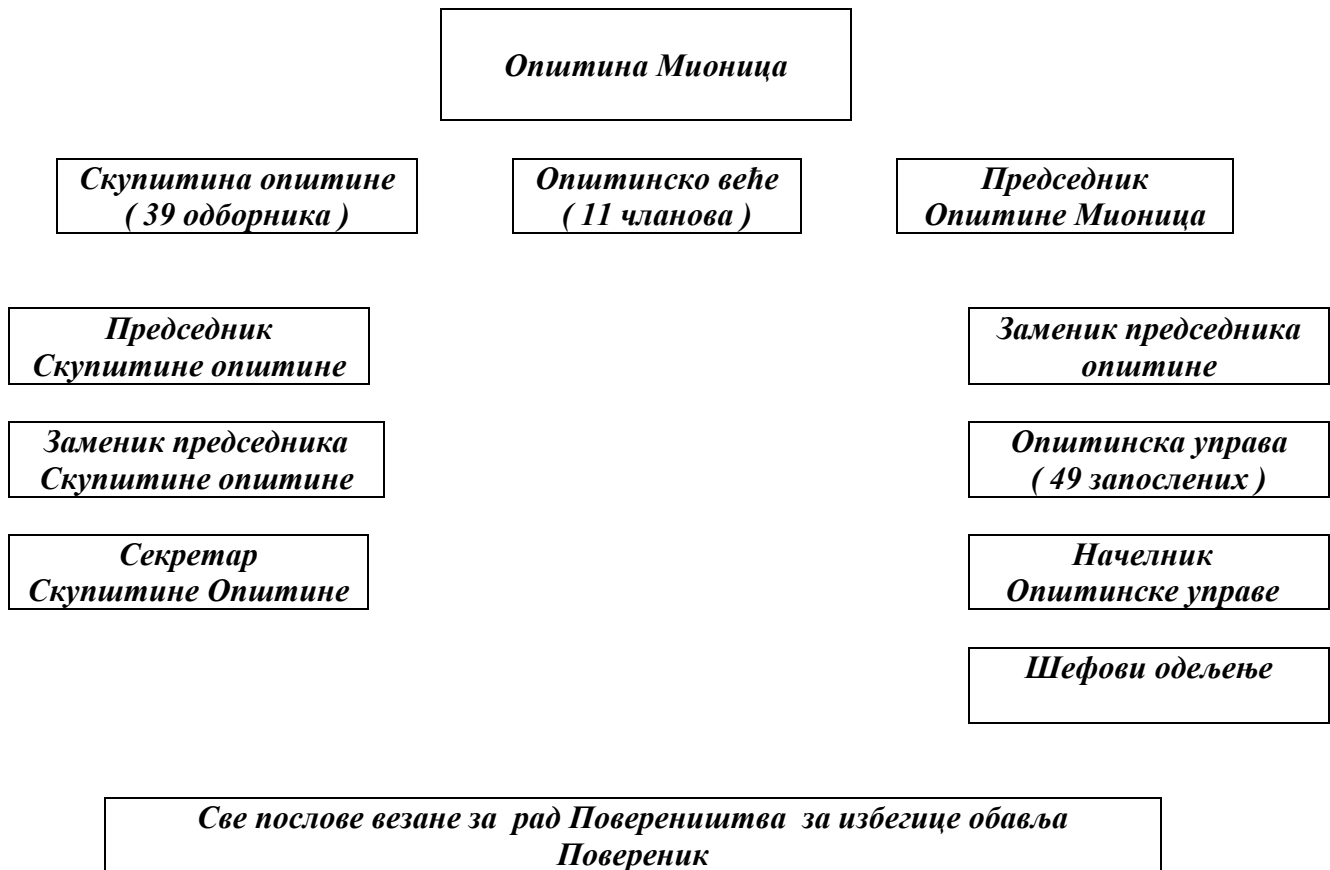 Општина Мионица
Скупштина општине
( 39 одборника )
Општинско веће
( 11 чланова )
Председник
Општине Мионица
Председник
Скупштине општине
Заменик председника
општине
Заменик председника
Скупштине општине
Општинска управа
( 49 запослених )
Секретар
Скупштине Општине
Начелник
Општинске управе
Шефови одељење
Све послове везане за рад Повереништва за избегице обавља
Повереник